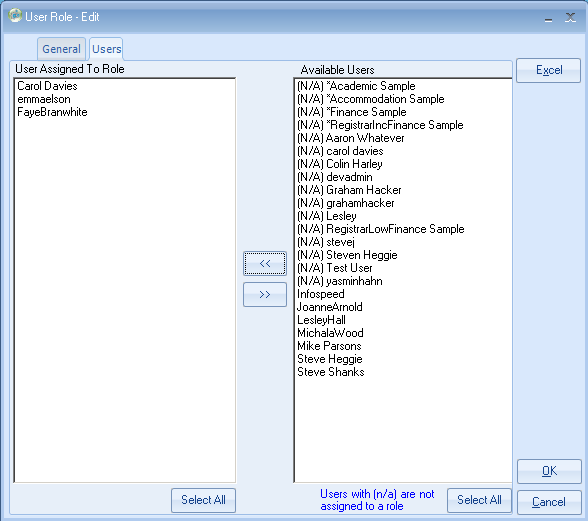 User Role - Edit
General
Users
User Assigned To Role
Carol Davies
emmaelson
FayeBranwhite
Select All
<<
>>
Available Users
(N/A) *Academic Sample
(N/A) *Accommodation Sample
(N/A) *Finance Sample
(N/A) *RegistrarIncFinance Sample
(N/A) Aaron Whatever
(N/A) carol davies
(N/A) Colin Harley
(N/A) devadmin
(N/A) Graham Hacker
(N/A) grahamhacker
(N/A) Lesley
(N/A) RegistrarLowFinance Sample
(N/A) stevej
(N/A) Steven Heggie
(N/A) Test User
(N/A) yasminhahn
Infospeed
JoanneArnold
LesleyHall
MichalaWood
Mike Parsons
Steve Heggie
Steve Shanks
Users with (n/a) are not
assigned to a role
Select All
Excel
OK
Cancel